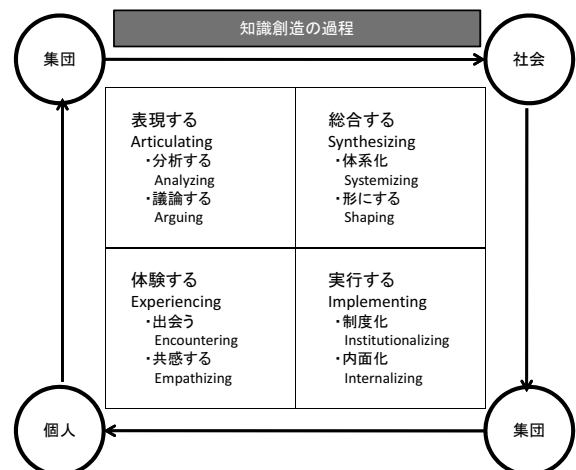 知識創造の過程
集団
社会
表現する
Articulating
・分析する
Analyzing
・議論する
Arguing
総合する
Synthesizing
・体系化
Systemizing
・形にする
Shaping
体験する
Experiencing
・出会う
Encountering
・共感する
Empathizing
実行する
Implementing
・制度化
Institutionalizing
・内面化
Internalizing
個人
集団